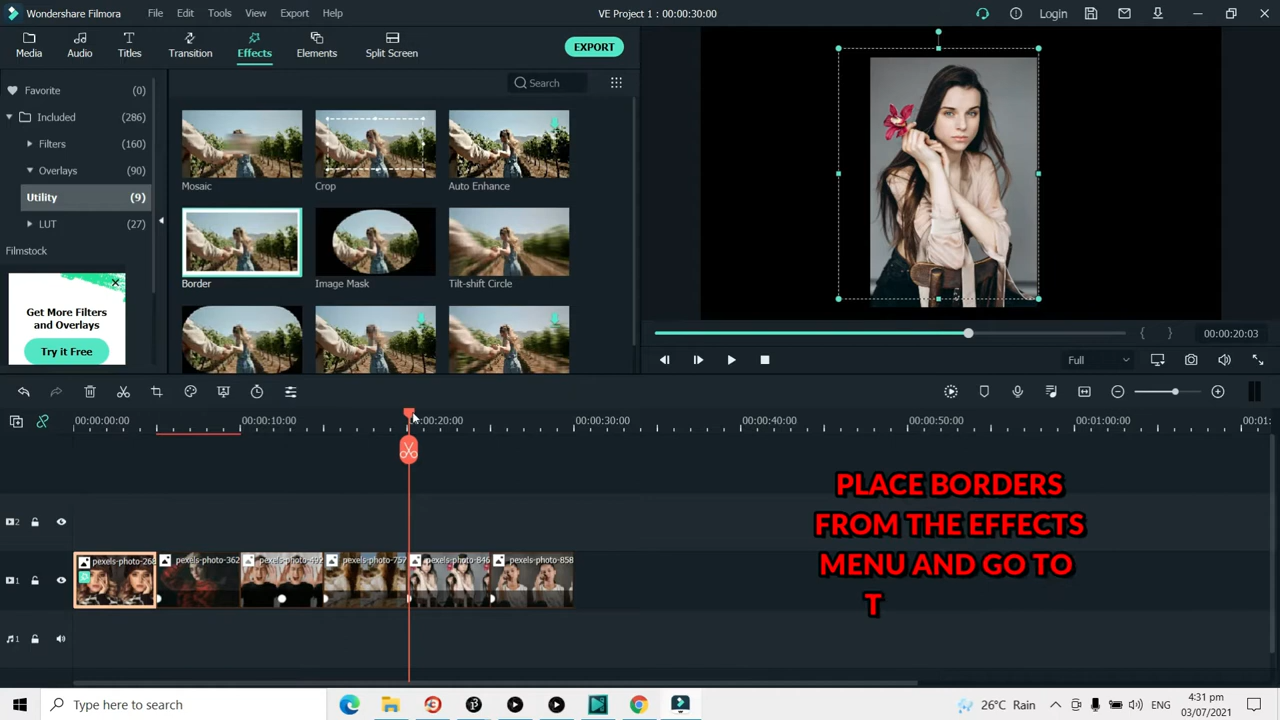 Wondershare Filmora
File
Edit
Tools
View
Export
Help
VE Project 1 : 00:00:30:00
Login
Media
Audio
Titles
Transition
Effects
Elements
Split Screen
EXPORT
Favorite (0)
Included (286)
Filters (160)
Overlays (90)
Utility (9)
LUT (27)
Filmstock
Get More Filters
and Overlays
Try it Free
Search
Mosaic
Crop
Auto Enhance
Border
Image Mask
Tilt-shift Circle
00:00:20:03
Full
00:00:00:00
00:00:10:00
00:00:20:00
00:00:30:00
00:00:50:00
00:01:00:00
00:01:
PLACE BORDERS
FROM THE EFFECTS
MENU AND GO TO
T
2
1
pexels-photo-268
pexels-photo-362
pexels-photo-492
pexels-photo-757
pexels-photo-846
pexels-photo-858
1
Type here to search
26°C Rain
ENG
4:31 pm
03/07/2021